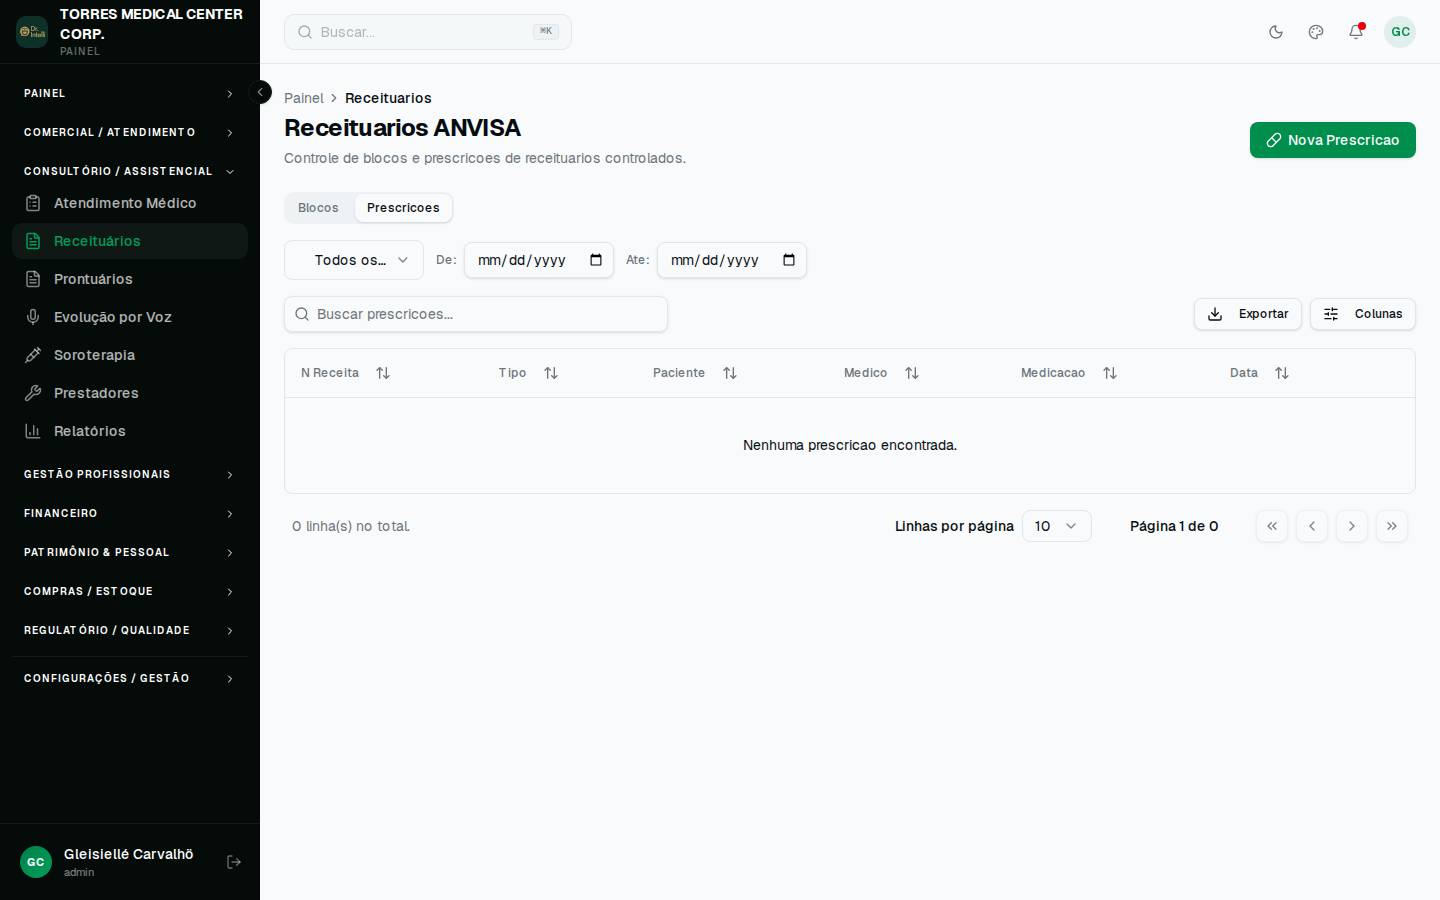 TORRES MEDICAL CENTER
CORP.
PAINEL
PAINEL
COMERCIAL / ATENDIMENTO
CONSULTÓRIO / ASSISTENCIAL
Atendimento Médico
Receituários
Prontuários
Evolução por Voz
Soroterapia
Prestadores
Relatórios
GESTÃO PROFISSIONAIS
FINANCEIRO
PATRIMÔNIO & PESSOAL
COMPRAS / ESTOQUE
REGULATÓRIO / QUALIDADE
CONFIGURAÇÕES / GESTÃO
GC Gleisiellé Carvalhö
admin
Buscar... ⌘K
GC
Painel Receituarios
Receituarios ANVISA
Controle de blocos e prescricoes de receituarios controlados.
Nova Prescricao
Blocos Prescricoes
Todos os... De: mm/dd/yyyy Ate: mm/dd/yyyy
Buscar prescricoes...
Exportar Colunas
N Receita Tipo Paciente Medico Medicacao Data
Nenhuma prescricao encontrada.
0 linha(s) no total. Linhas por página 10 Página 1 de 0